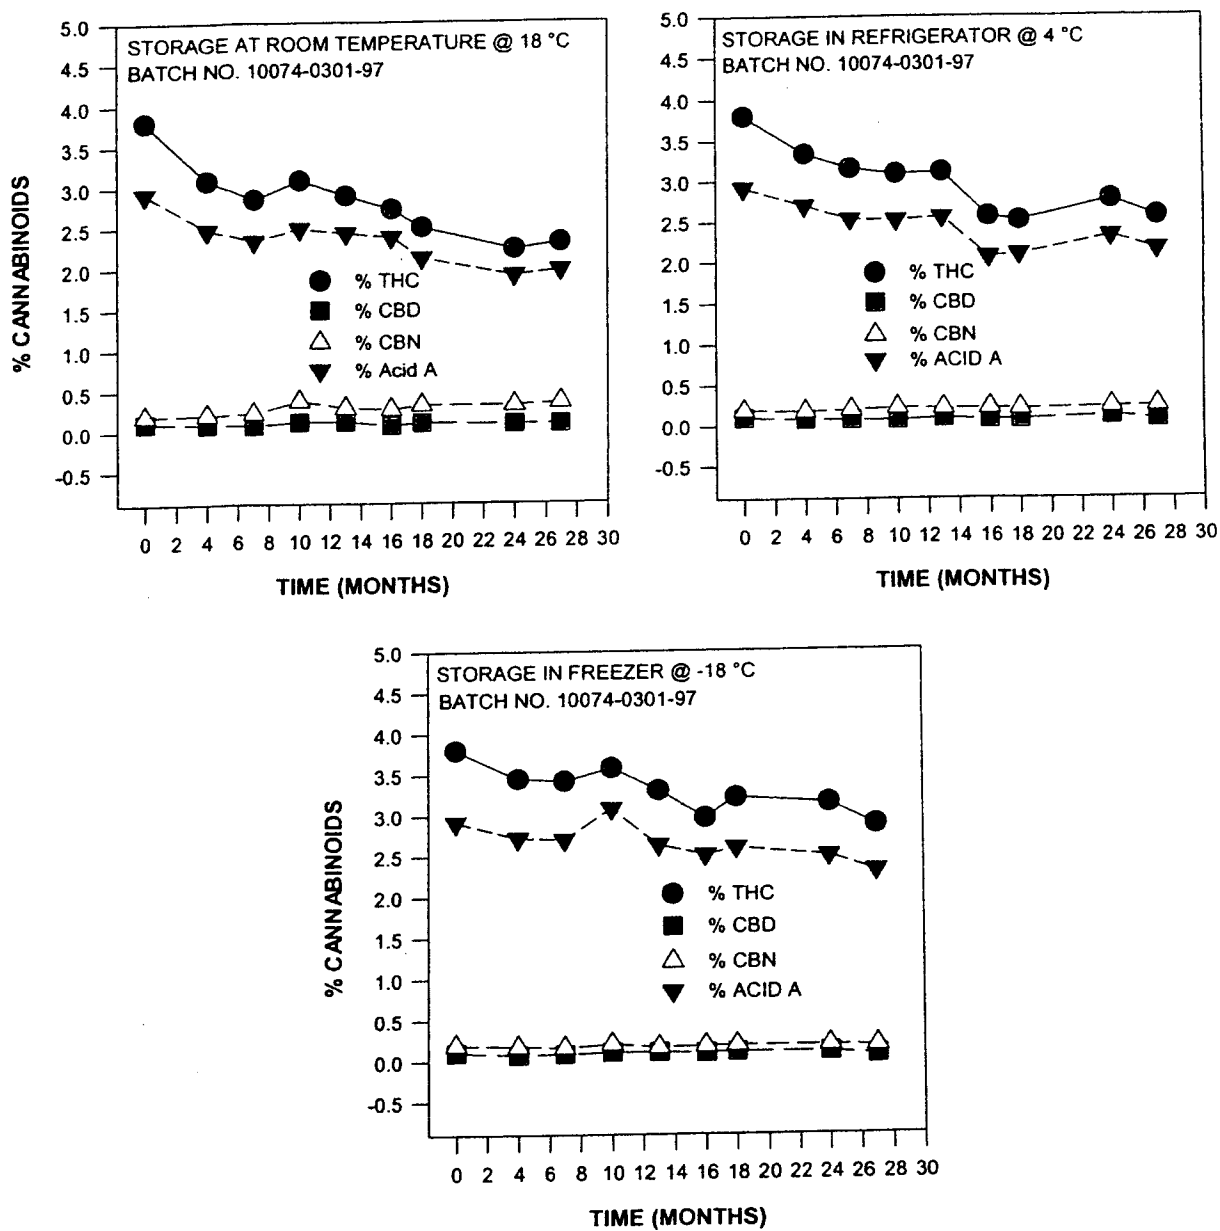 STORAGE AT ROOM TEMPERATURE @ 18 °C
BATCH NO. 10074-0301-97
5.0
4.5
4.0
3.5
3.0
2.5
2.0
1.5
1.0
0.5
0.0
-0.5
% CANNABINOIDS
% THC
% CBD
% CBN
% Acid A
0 2 4 6 8 10 12 14 16 18 20 22 24 26 28 30
TIME (MONTHS)
STORAGE IN REFRIGERATOR @ 4 °C
BATCH NO. 10074-0301-97
5.0
4.5
4.0
3.5
3.0
2.5
2.0
1.5
1.0
0.5
0.0
-0.5
% THC
% CBD
% CBN
% ACID A
0 2 4 6 8 10 12 14 16 18 20 22 24 26 28 30
TIME (MONTHS)
STORAGE IN FREEZER @ -18 °C
BATCH NO. 10074-0301-97
5.0
4.5
4.0
3.5
3.0
2.5
2.0
1.5
1.0
0.5
0.0
-0.5
% CANNABINOIDS
% THC
% CBD
% CBN
% ACID A
0 2 4 6 8 10 12 14 16 18 20 22 24 26 28 30
TIME (MONTHS)